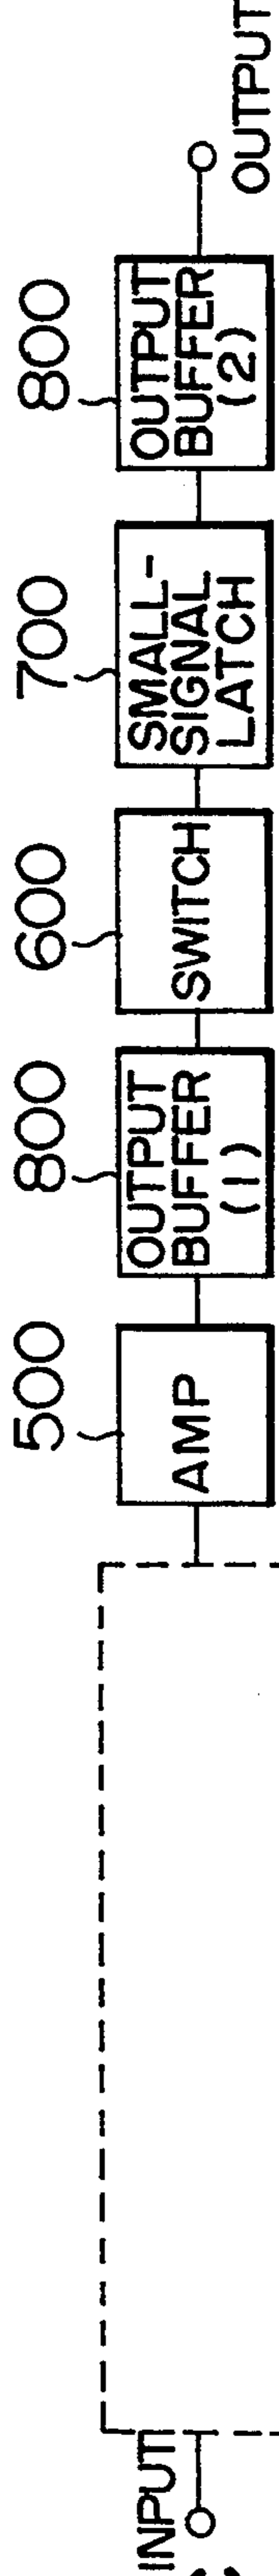 INPUT
500
AMP
800
OUTPUT
BUFFER
(1)
600
SWITCH
700
SMALL-
SIGNAL
LATCH
800
OUTPUT
BUFFER
(2)
OUTPUT